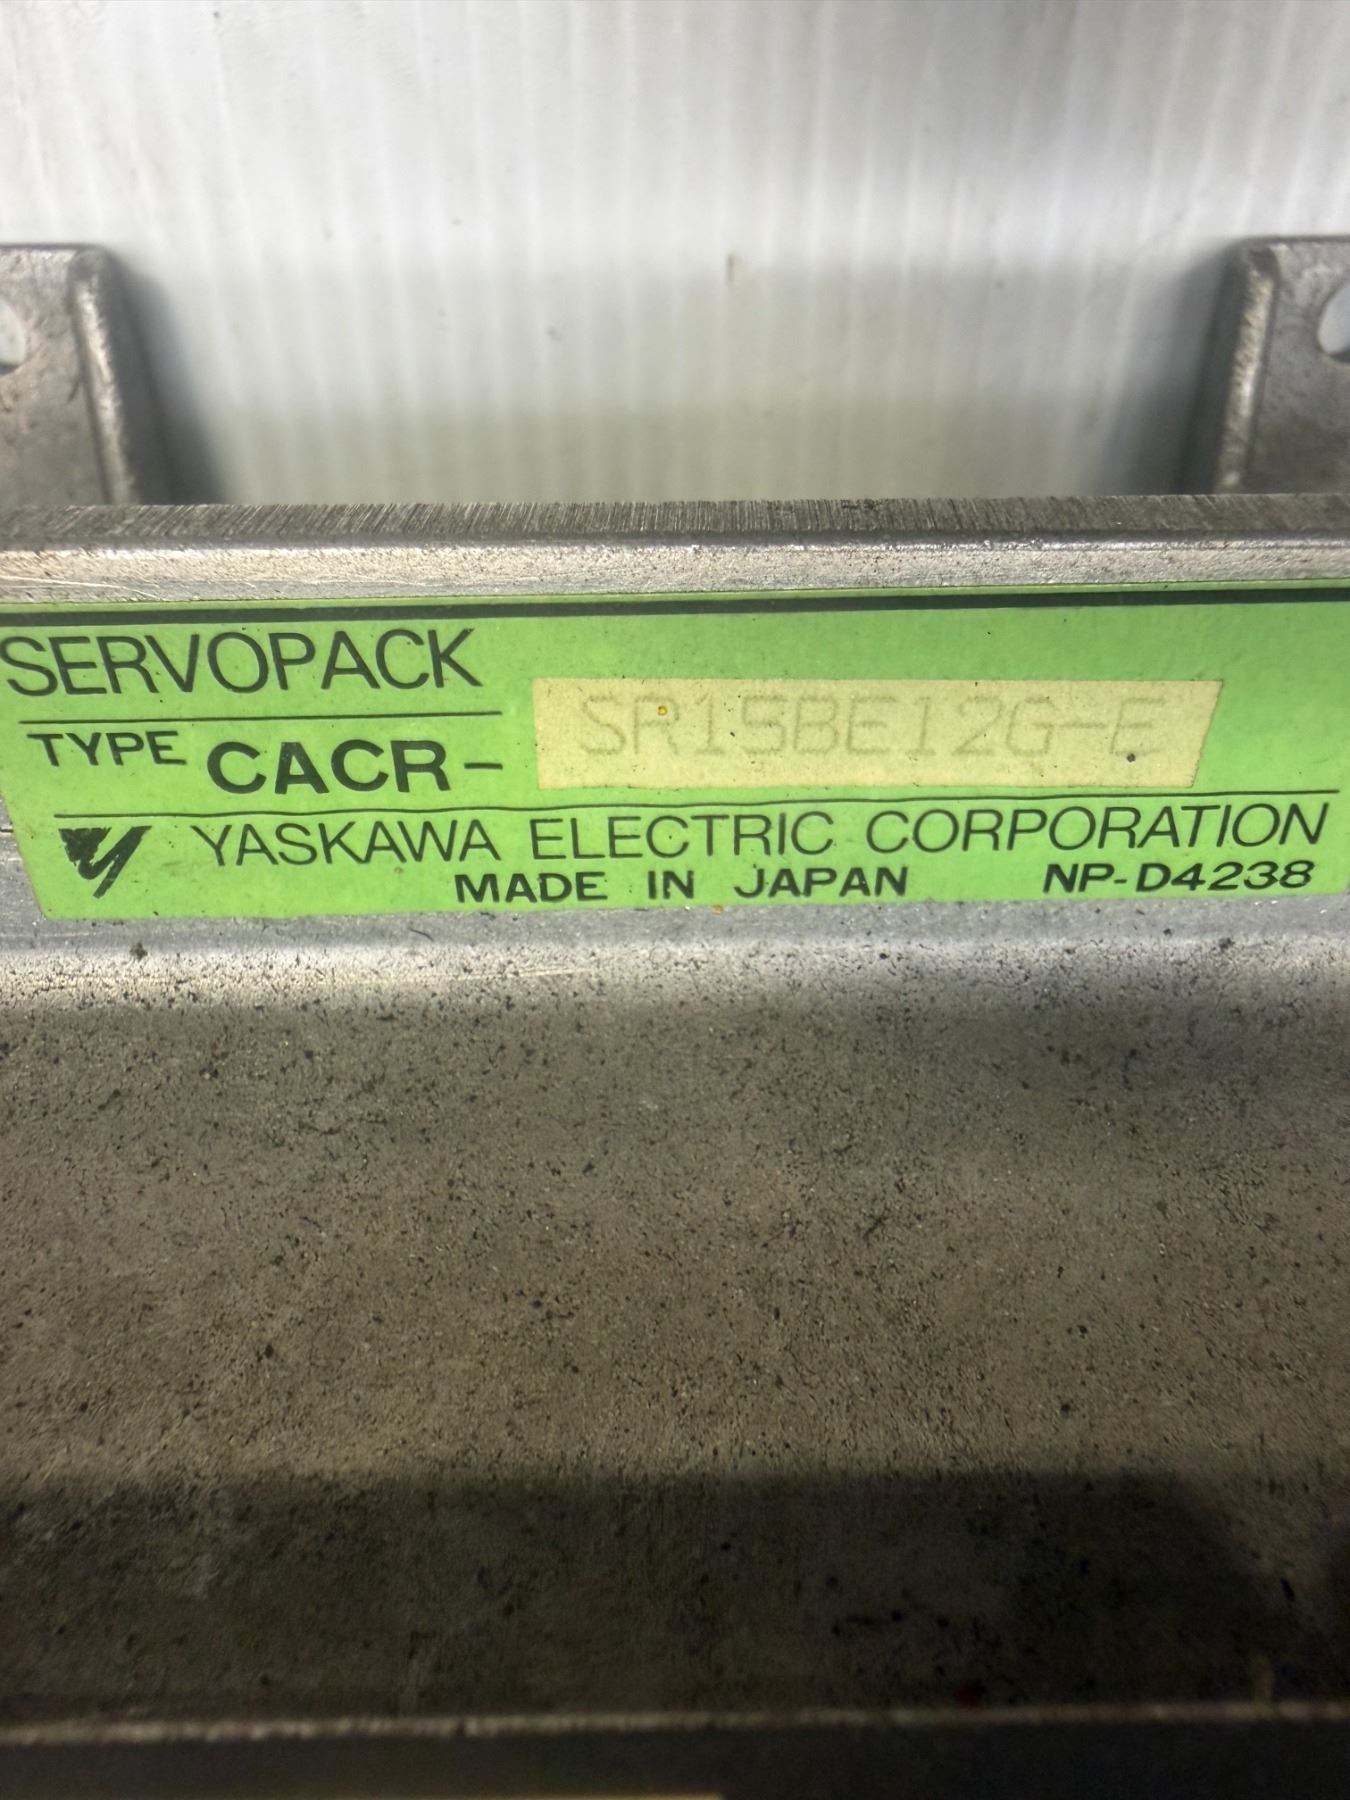 SERVOPACK
TYPE CACR- SR15BE12G-E
YASKAWA ELECTRIC CORPORATION
MADE IN JAPAN NP-D4238